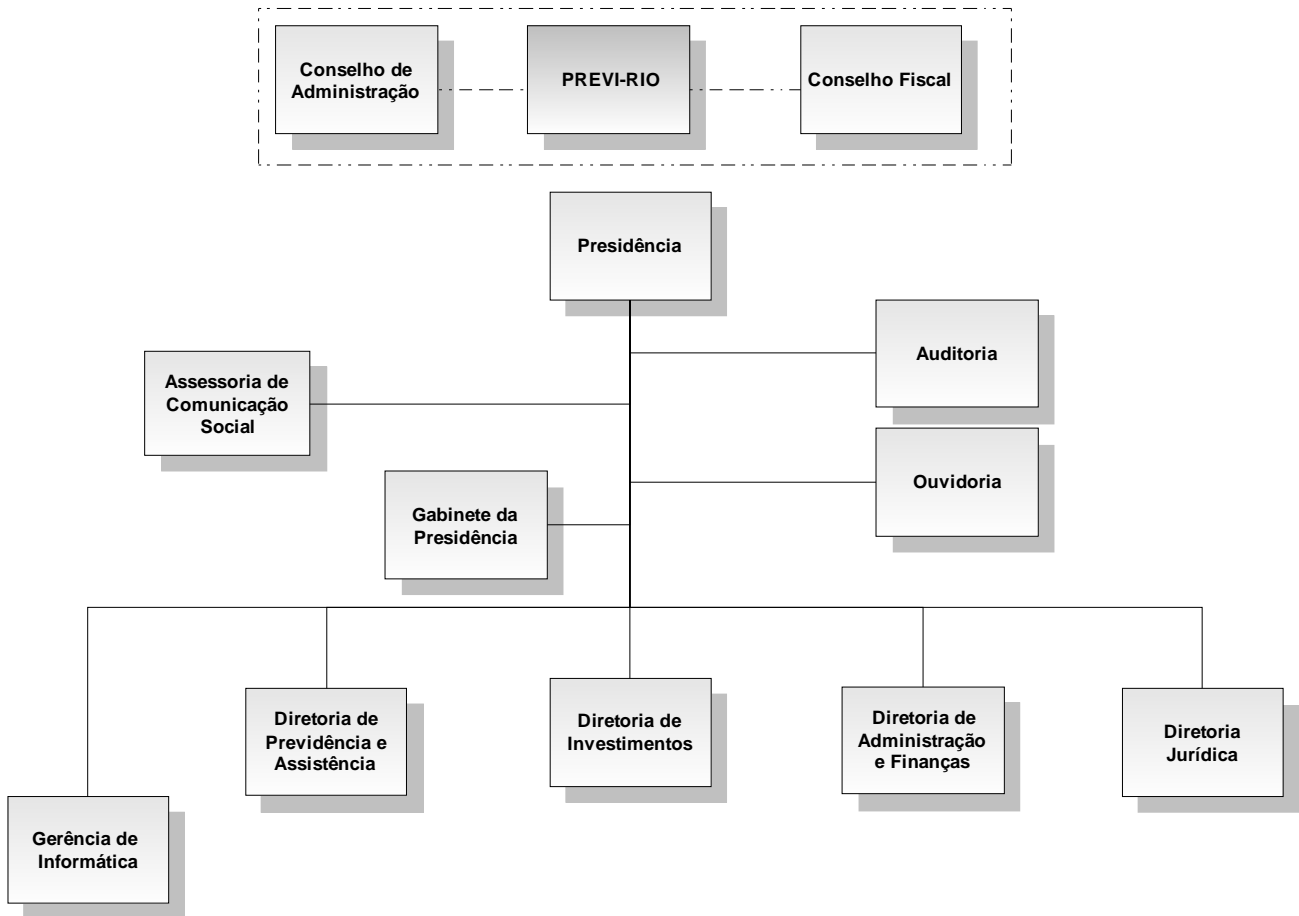 Conselho de
Administração
PREVI-RIO
Conselho Fiscal
Presidência
Auditoria
Assessoria de
Comunicação
Social
Ouvidoria
Gabinete da
Presidência
Diretoria de
Previdência e
Assistência
Diretoria de
Investimentos
Diretoria de
Administração
e Finanças
Diretoria
Jurídica
Gerência de
Informática